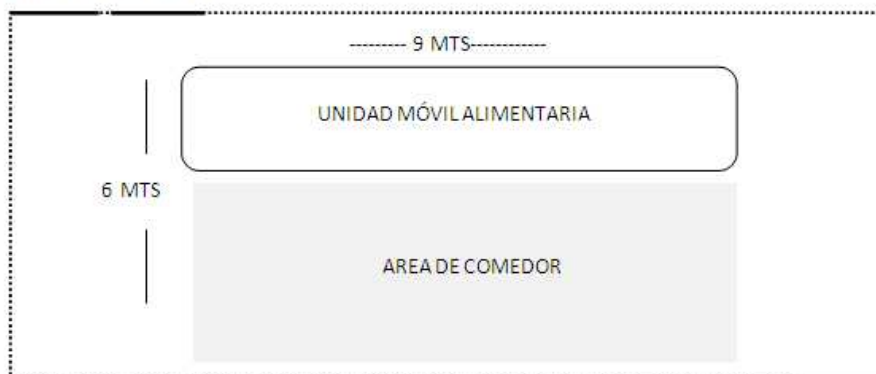 --------- 9 MTS------------
UNIDAD MÓVIL ALIMENTARIA
6 MTS
AREA DE COMEDOR